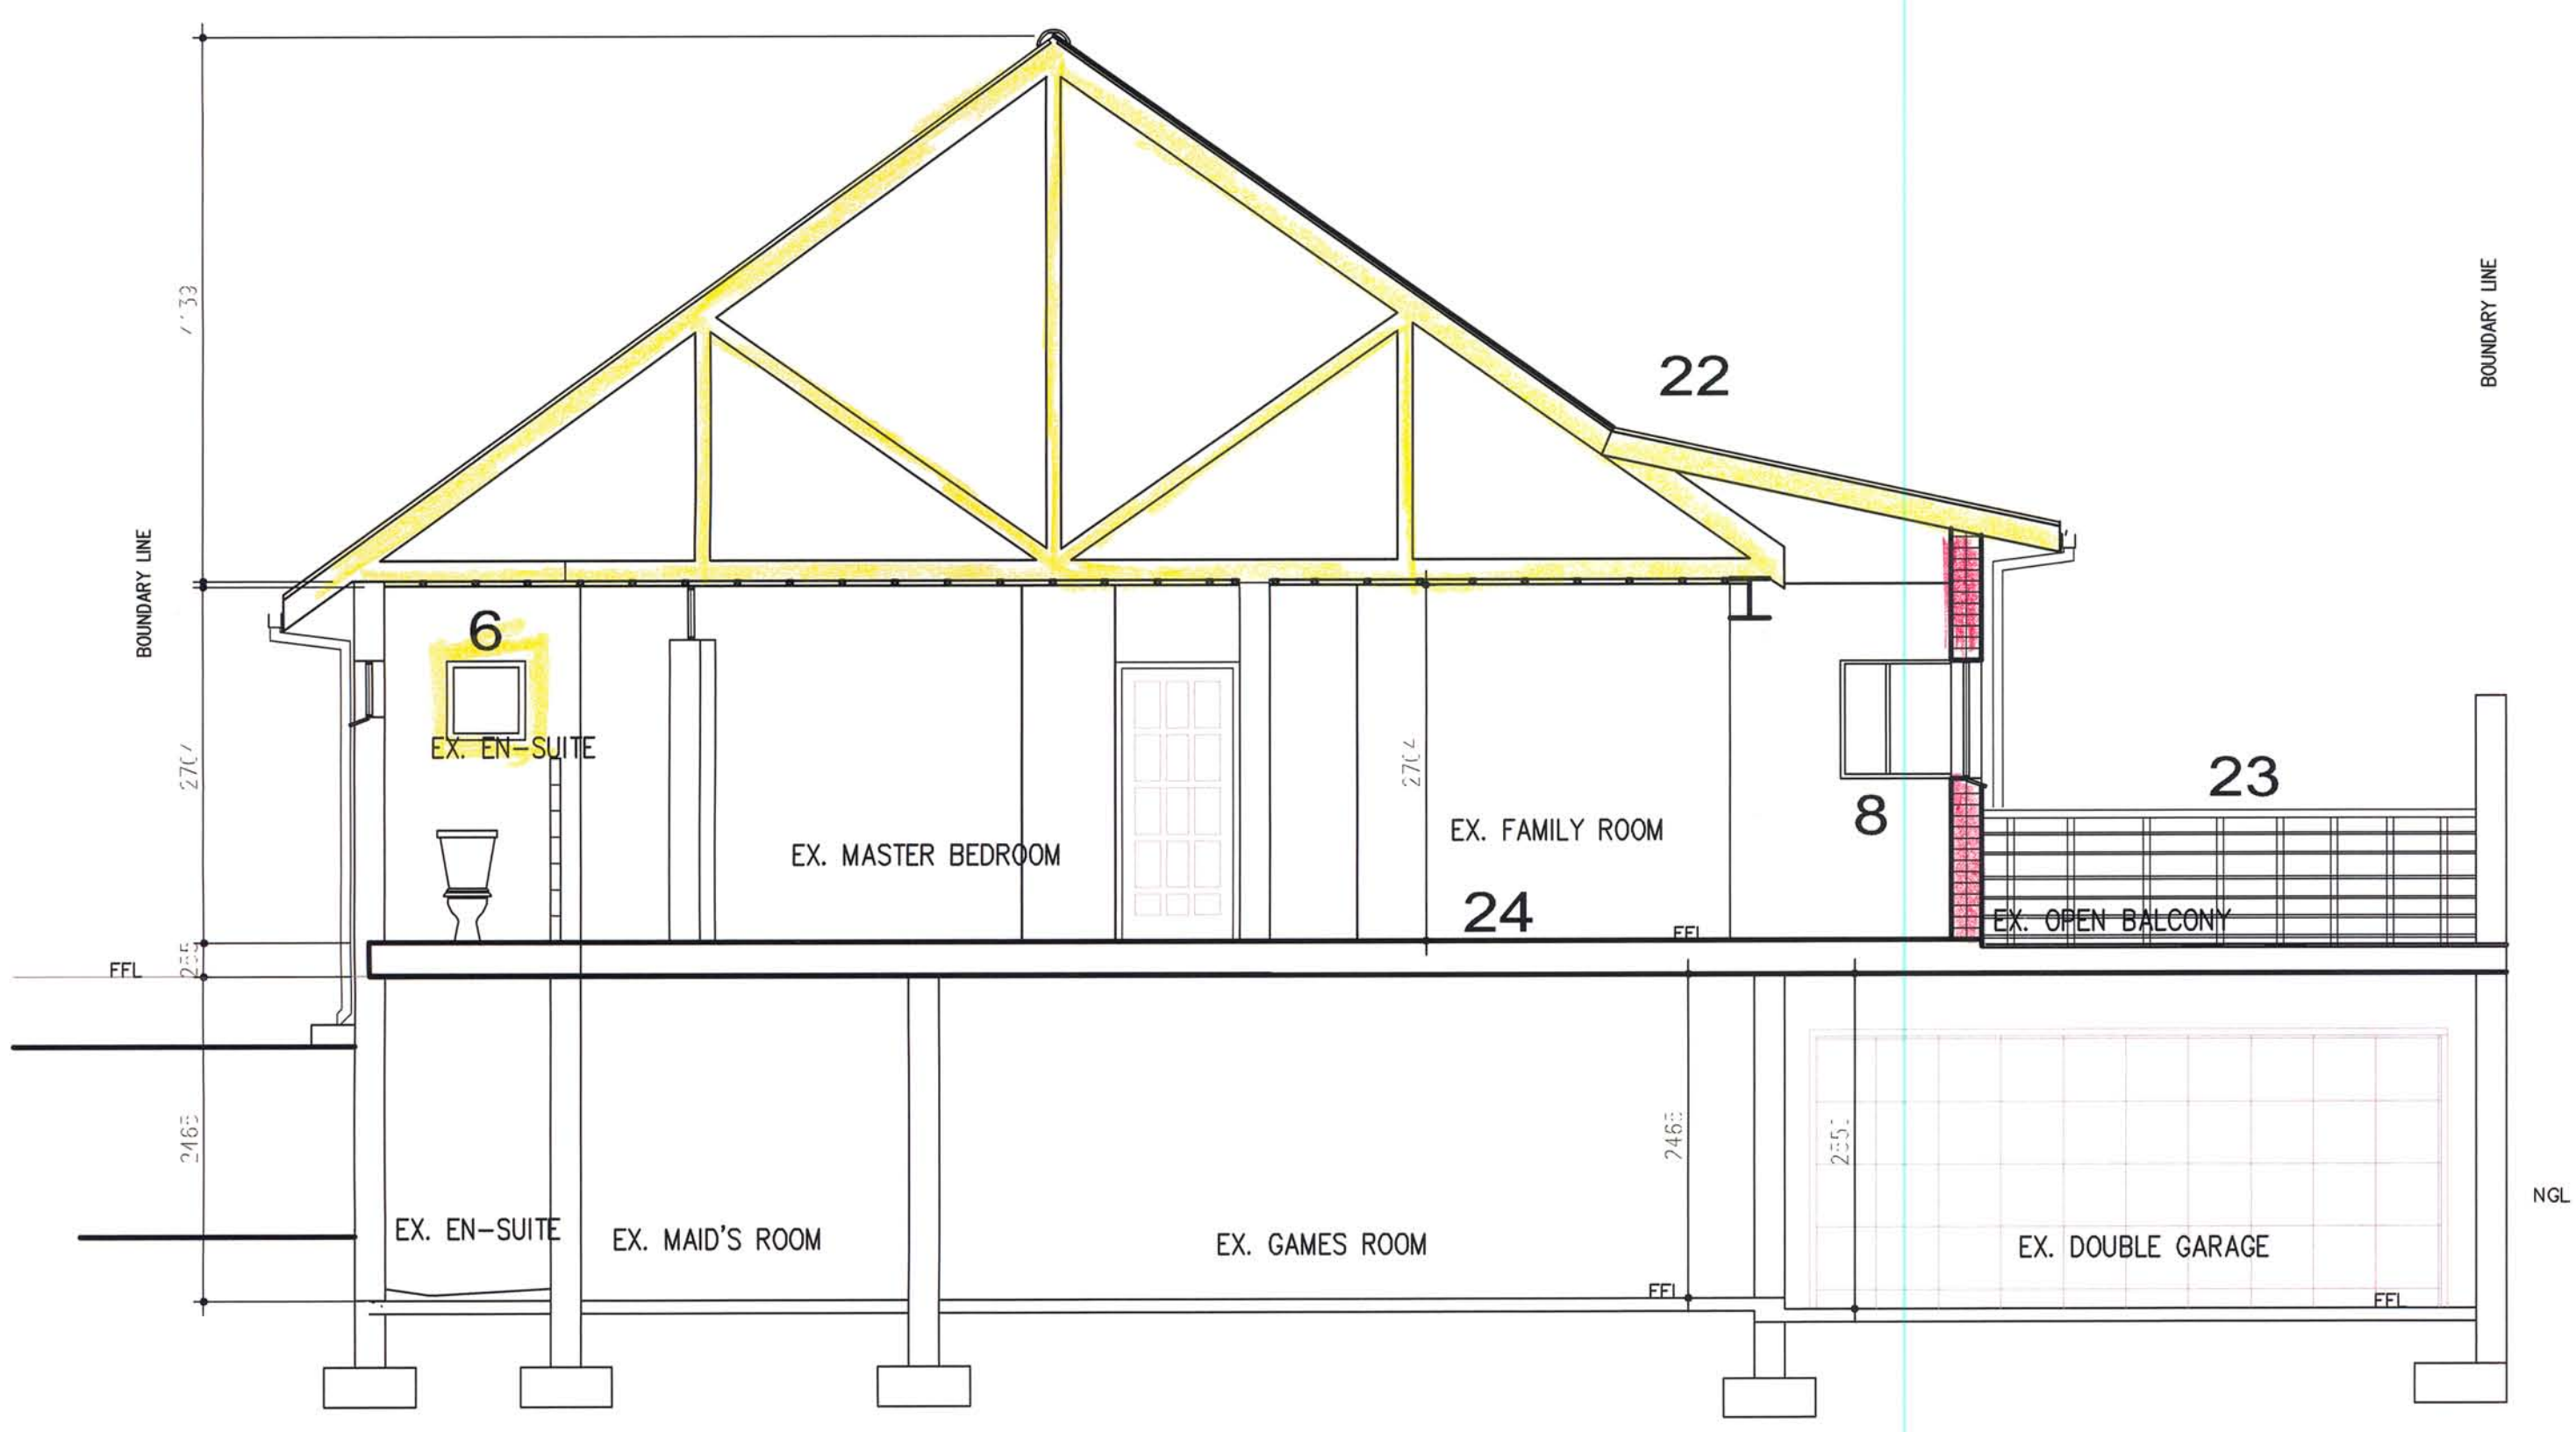 22
BOUNDARY LINE
BOUNDARY LINE
6
EX. EN-SUITE
23
8
EX. FAMILY ROOM
EX. MASTER BEDROOM
24
EX. OPEN BALCONY
FFL
FFL
NGL
EX. EN-SUITE
EX. MAID'S ROOM
EX. GAMES ROOM
EX. DOUBLE GARAGE
FFL
FFL